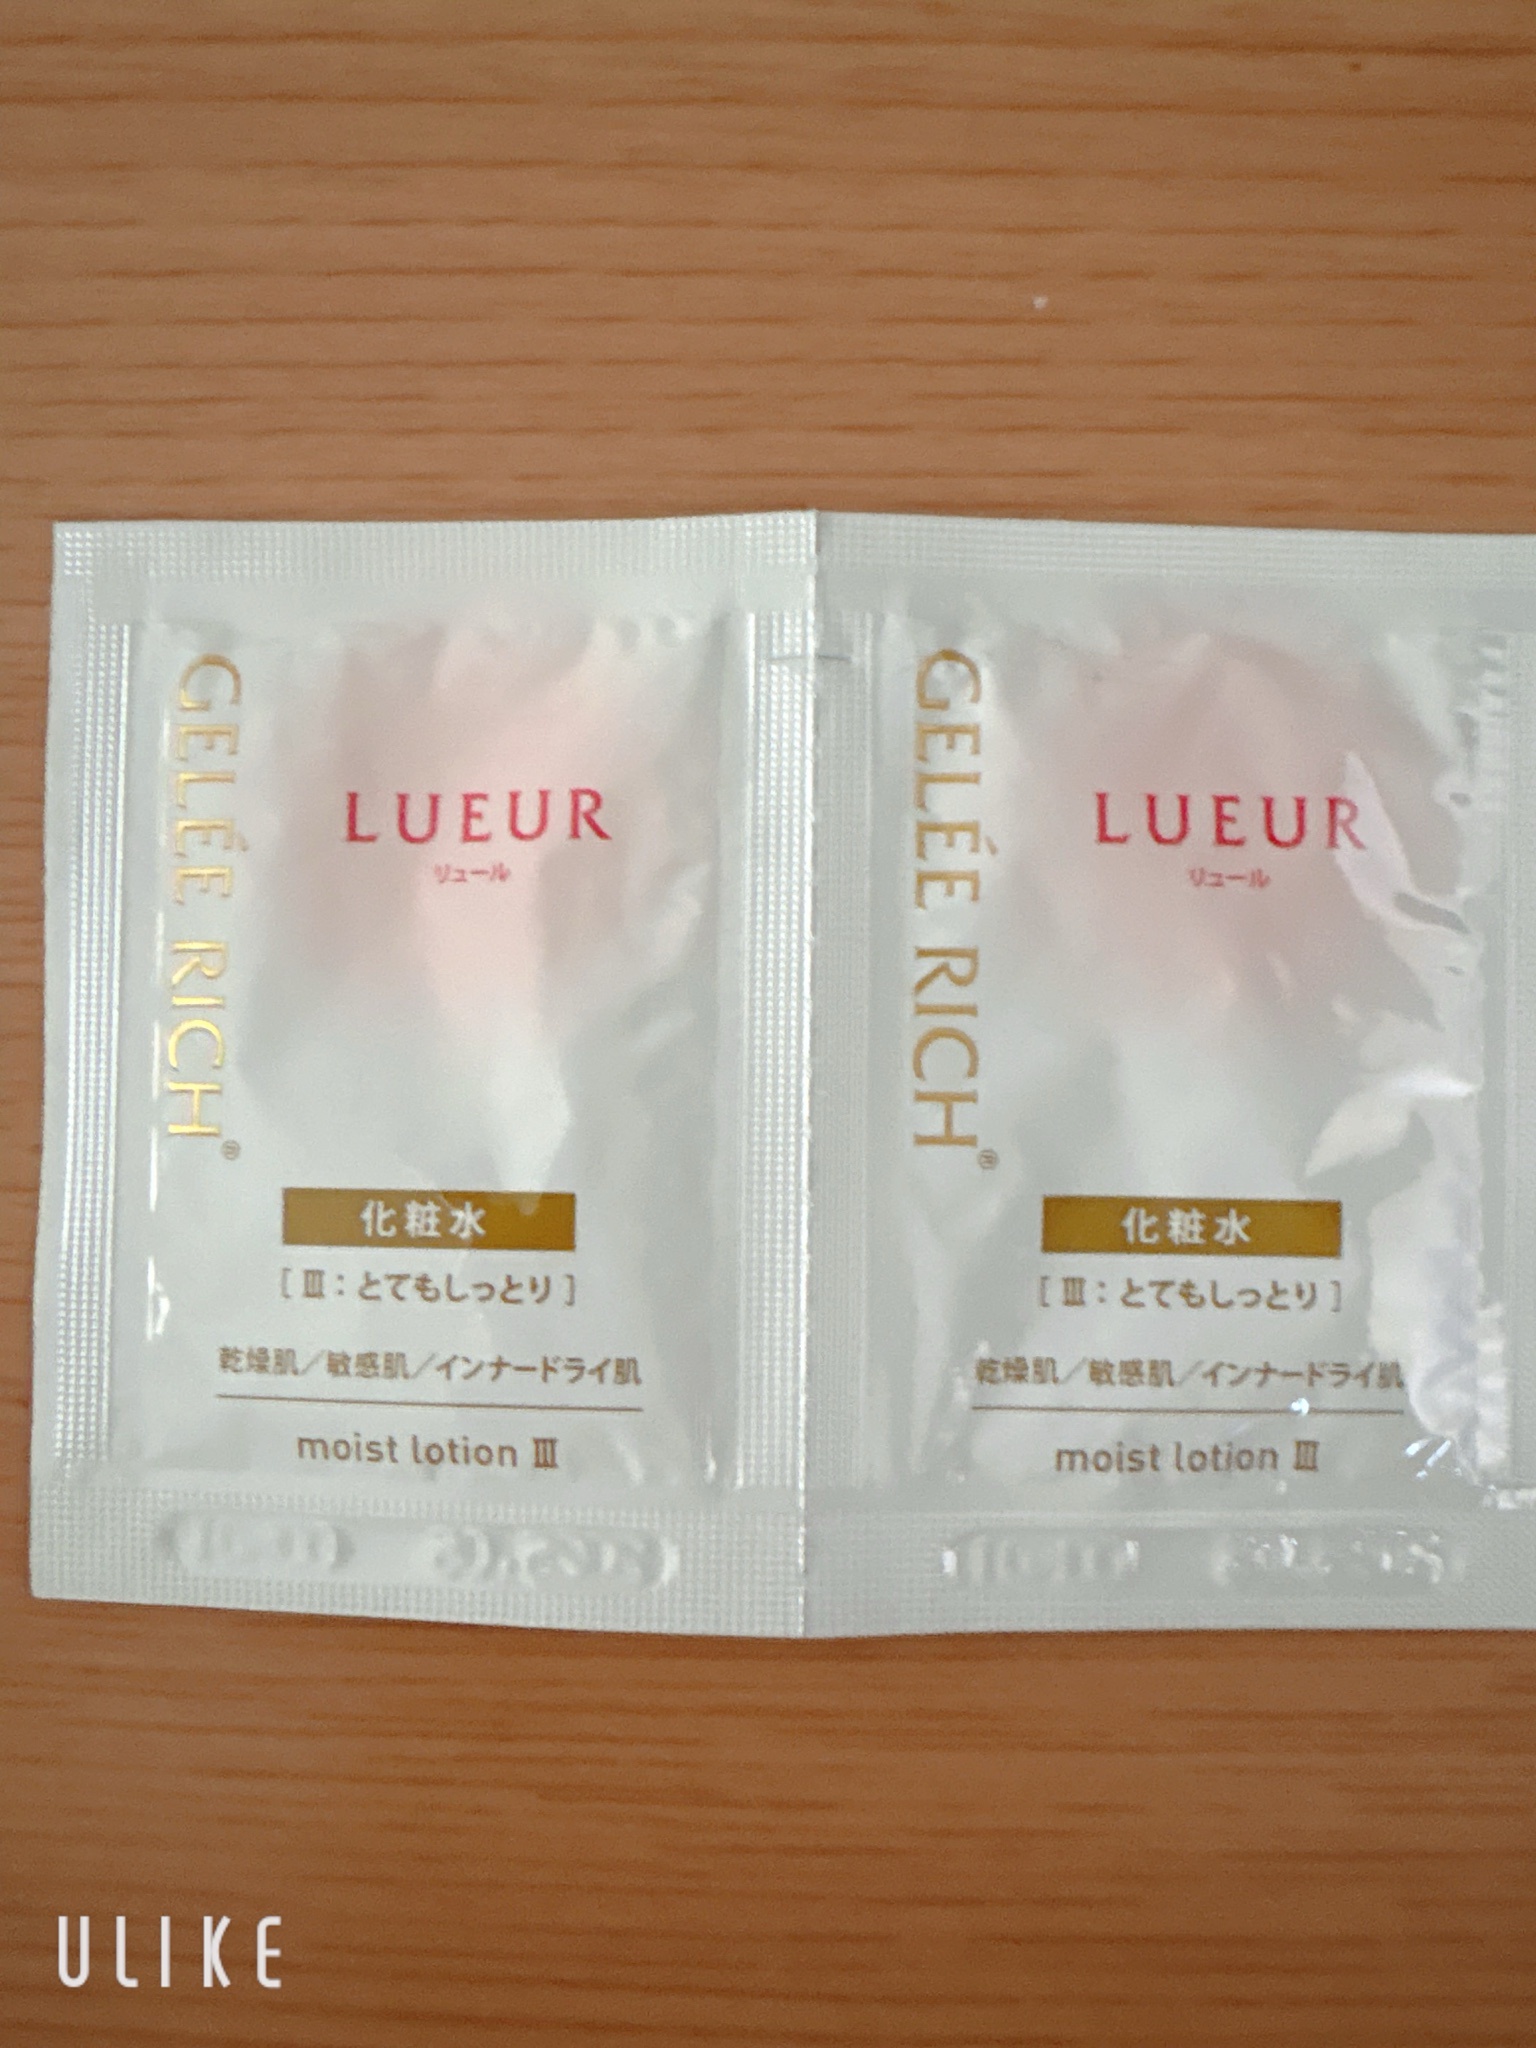 GELÉE RICH®
LUEUR
リュール
化粧水
[ Ⅲ：とてもしっとり ]
乾燥肌／敏感肌／インナードライ肌
moist lotion Ⅲ
GELÉE RICH®
LUEUR
リュール
化粧水
[ Ⅲ：とてもしっとり ]
乾燥肌／敏感肌／インナードライ肌
moist lotion Ⅲ
ULIKE